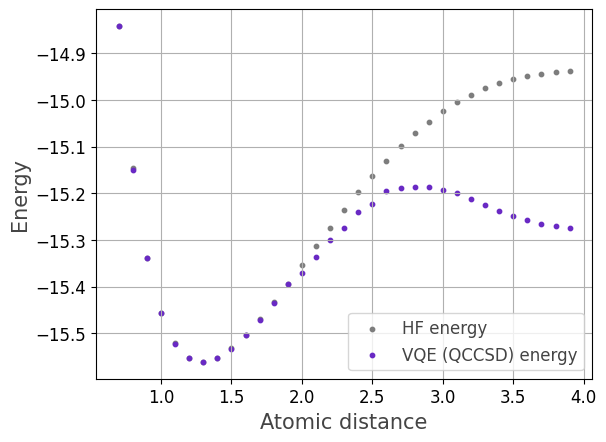 −14.9
−15.0
−15.1
−15.2
−15.3
−15.4
−15.5
Energy
1.0 1.5 2.0 2.5 3.0 3.5 4.0
Atomic distance
HF energy
VQE (QCCSD) energy